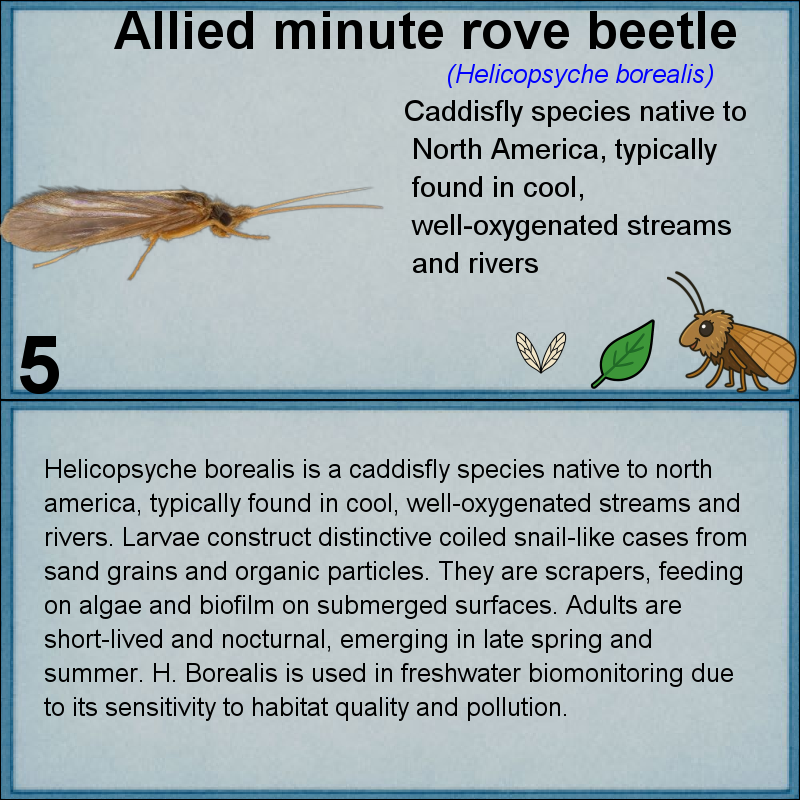 Allied minute rove beetle
(Helicopsyche borealis)
Caddisfly species native to
North America, typically
found in cool,
well-oxygenated streams
and rivers
5
Helicopsyche borealis is a caddisfly species native to north
america, typically found in cool, well-oxygenated streams and
rivers. Larvae construct distinctive coiled snail-like cases from
sand grains and organic particles. They are scrapers, feeding
on algae and biofilm on submerged surfaces. Adults are
short-lived and nocturnal, emerging in late spring and
summer. H. Borealis is used in freshwater biomonitoring due
to its sensitivity to habitat quality and pollution.